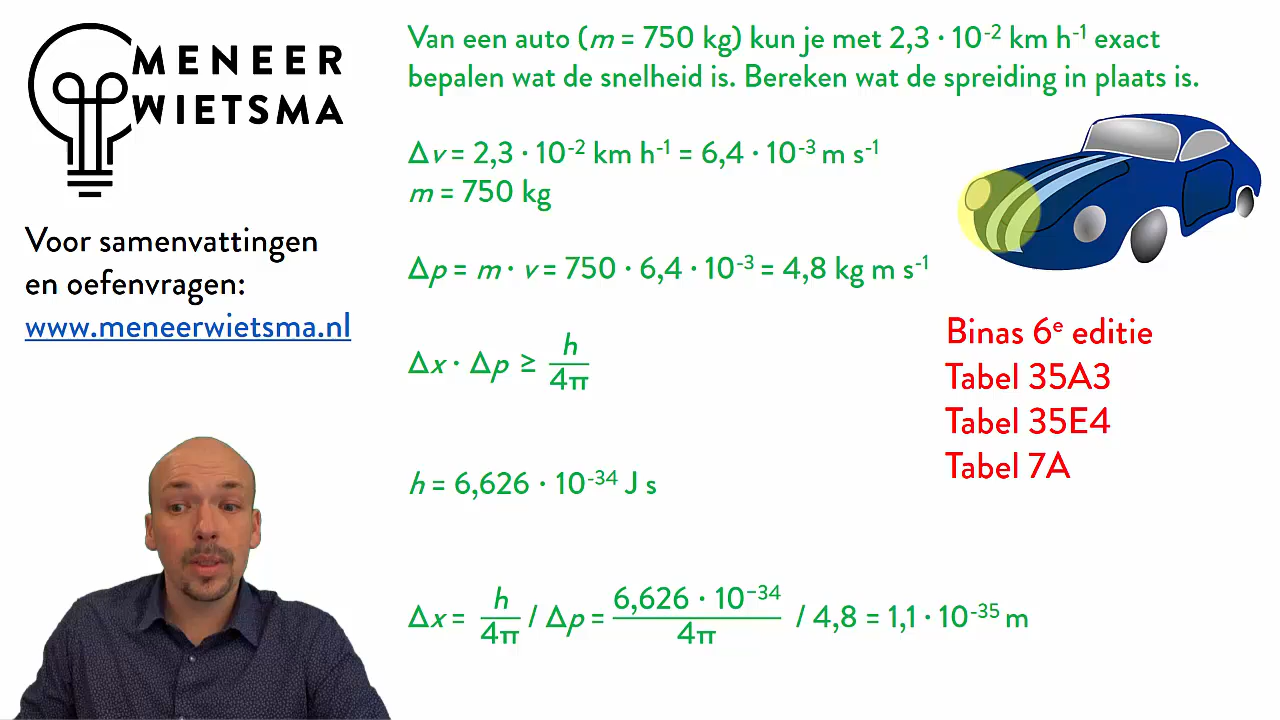 MENEER
WIETSMA
Voor samenvattingen
en oefenvragen:
www.meneerwietsma.nl
Van een auto (m = 750 kg) kun je met 2,3 · 10⁻² km h⁻¹ exact
bepalen wat de snelheid is. Bereken wat de spreiding in plaats is.
Δv = 2,3 · 10⁻² km h⁻¹ = 6,4 · 10⁻³ m s⁻¹
m = 750 kg
Δp = m · v = 750 · 6,4 · 10⁻³ = 4,8 kg m s⁻¹
Δx · Δp ≥ h/4π
h = 6,626 · 10⁻³⁴ J s
Δx = h/4π / Δp = 6,626 · 10⁻³⁴/4π / 4,8 = 1,1 · 10⁻³⁵ m
Binas 6ᵉ editie
Tabel 35A3
Tabel 35E4
Tabel 7A